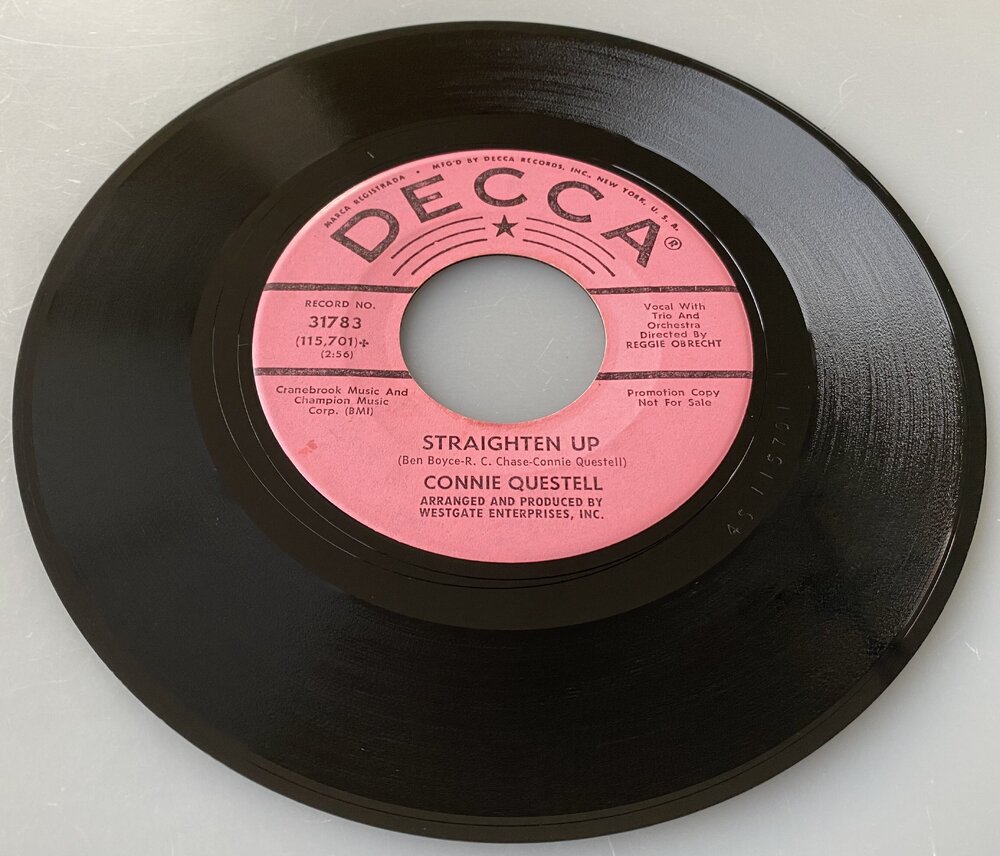 MARCA REGISTRADA • MFG'D BY DECCA RECORDS, INC., NEW YORK, U. S. A.
DECCA®
RECORD NO.
31783
(115,701)✤
(2:56)
Vocal With
Trio And
Orchestra
Directed By
REGGIE OBRECHT
Cranebrook Music And
Champion Music
Corp. (BMI)
Promotion Copy
Not For Sale
STRAIGHTEN UP
(Ben Boyce-R. C. Chase-Connie Questell)
CONNIE QUESTELL
ARRANGED AND PRODUCED BY
WESTGATE ENTERPRISES, INC.
45 115701